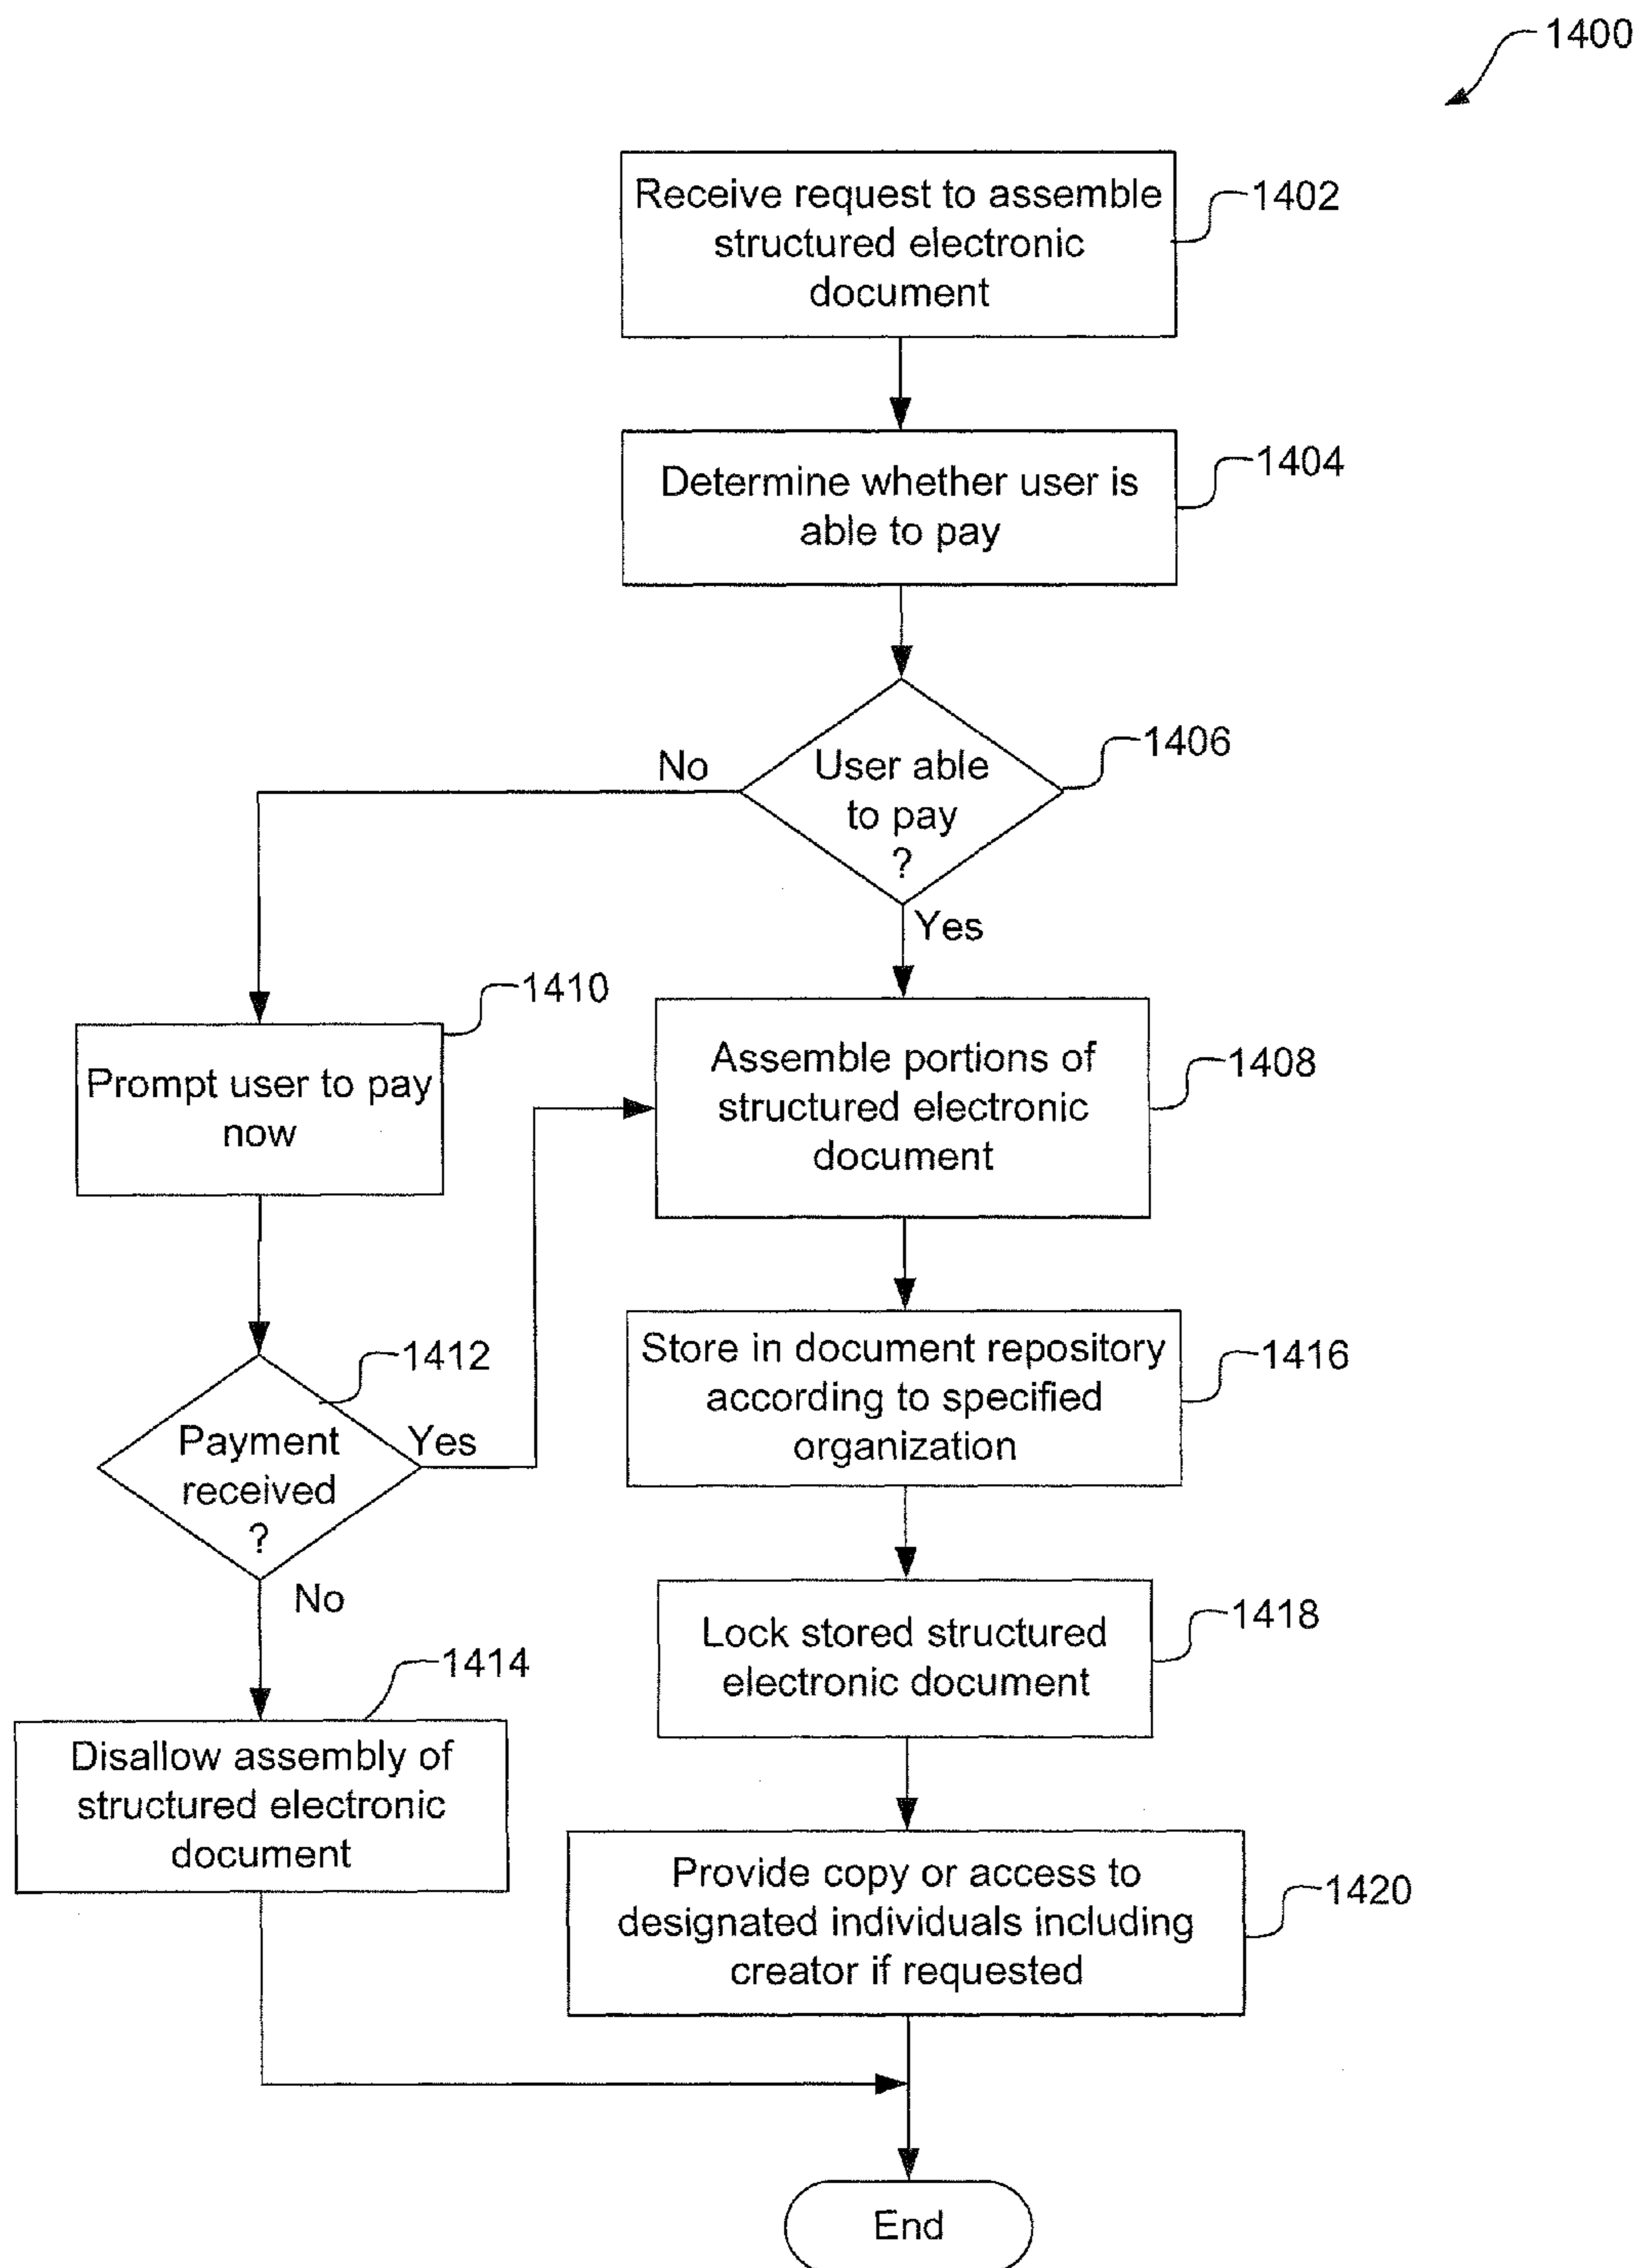 1400
Receive request to assemble
structured electronic
document
1402
Determine whether user is
able to pay
1404
User able
to pay
?
1406
No
Yes
1410
Prompt user to pay
now
Assemble portions of
structured electronic
document
1408
1412
Payment
received
?
Yes
No
Store in document repository
according to specified
organization
1416
Lock stored structured
electronic document
1418
1414
Disallow assembly of
structured electronic
document
Provide copy or access to
designated individuals including
creator if requested
1420
End